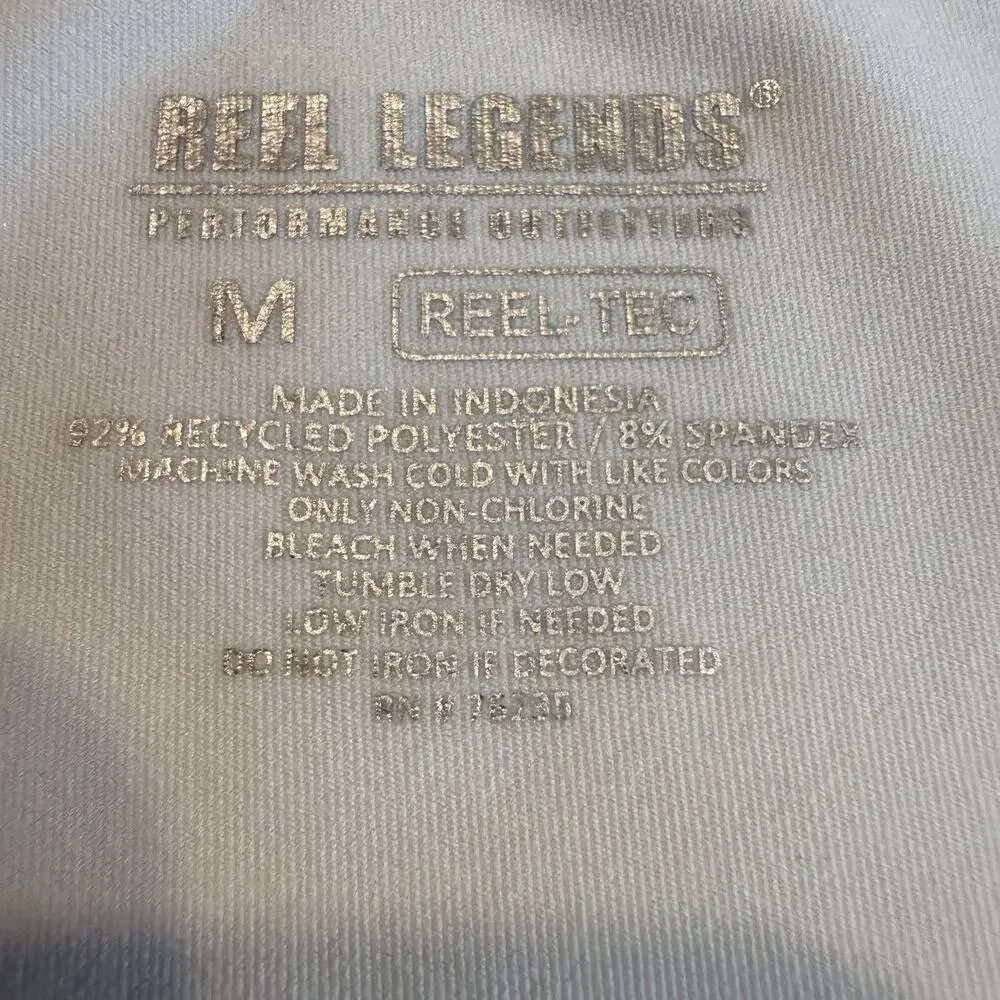 REEL LEGENDS®
PERFORMANCE OUTFITTERS
M REEL-TEC
MADE IN INDONESIA
92% RECYCLED POLYESTER / 8% SPANDEX
MACHINE WASH COLD WITH LIKE COLORS
ONLY NON-CHLORINE
BLEACH WHEN NEEDED
TUMBLE DRY LOW
LOW IRON IF NEEDED
DO NOT IRON IF DECORATED
RN #